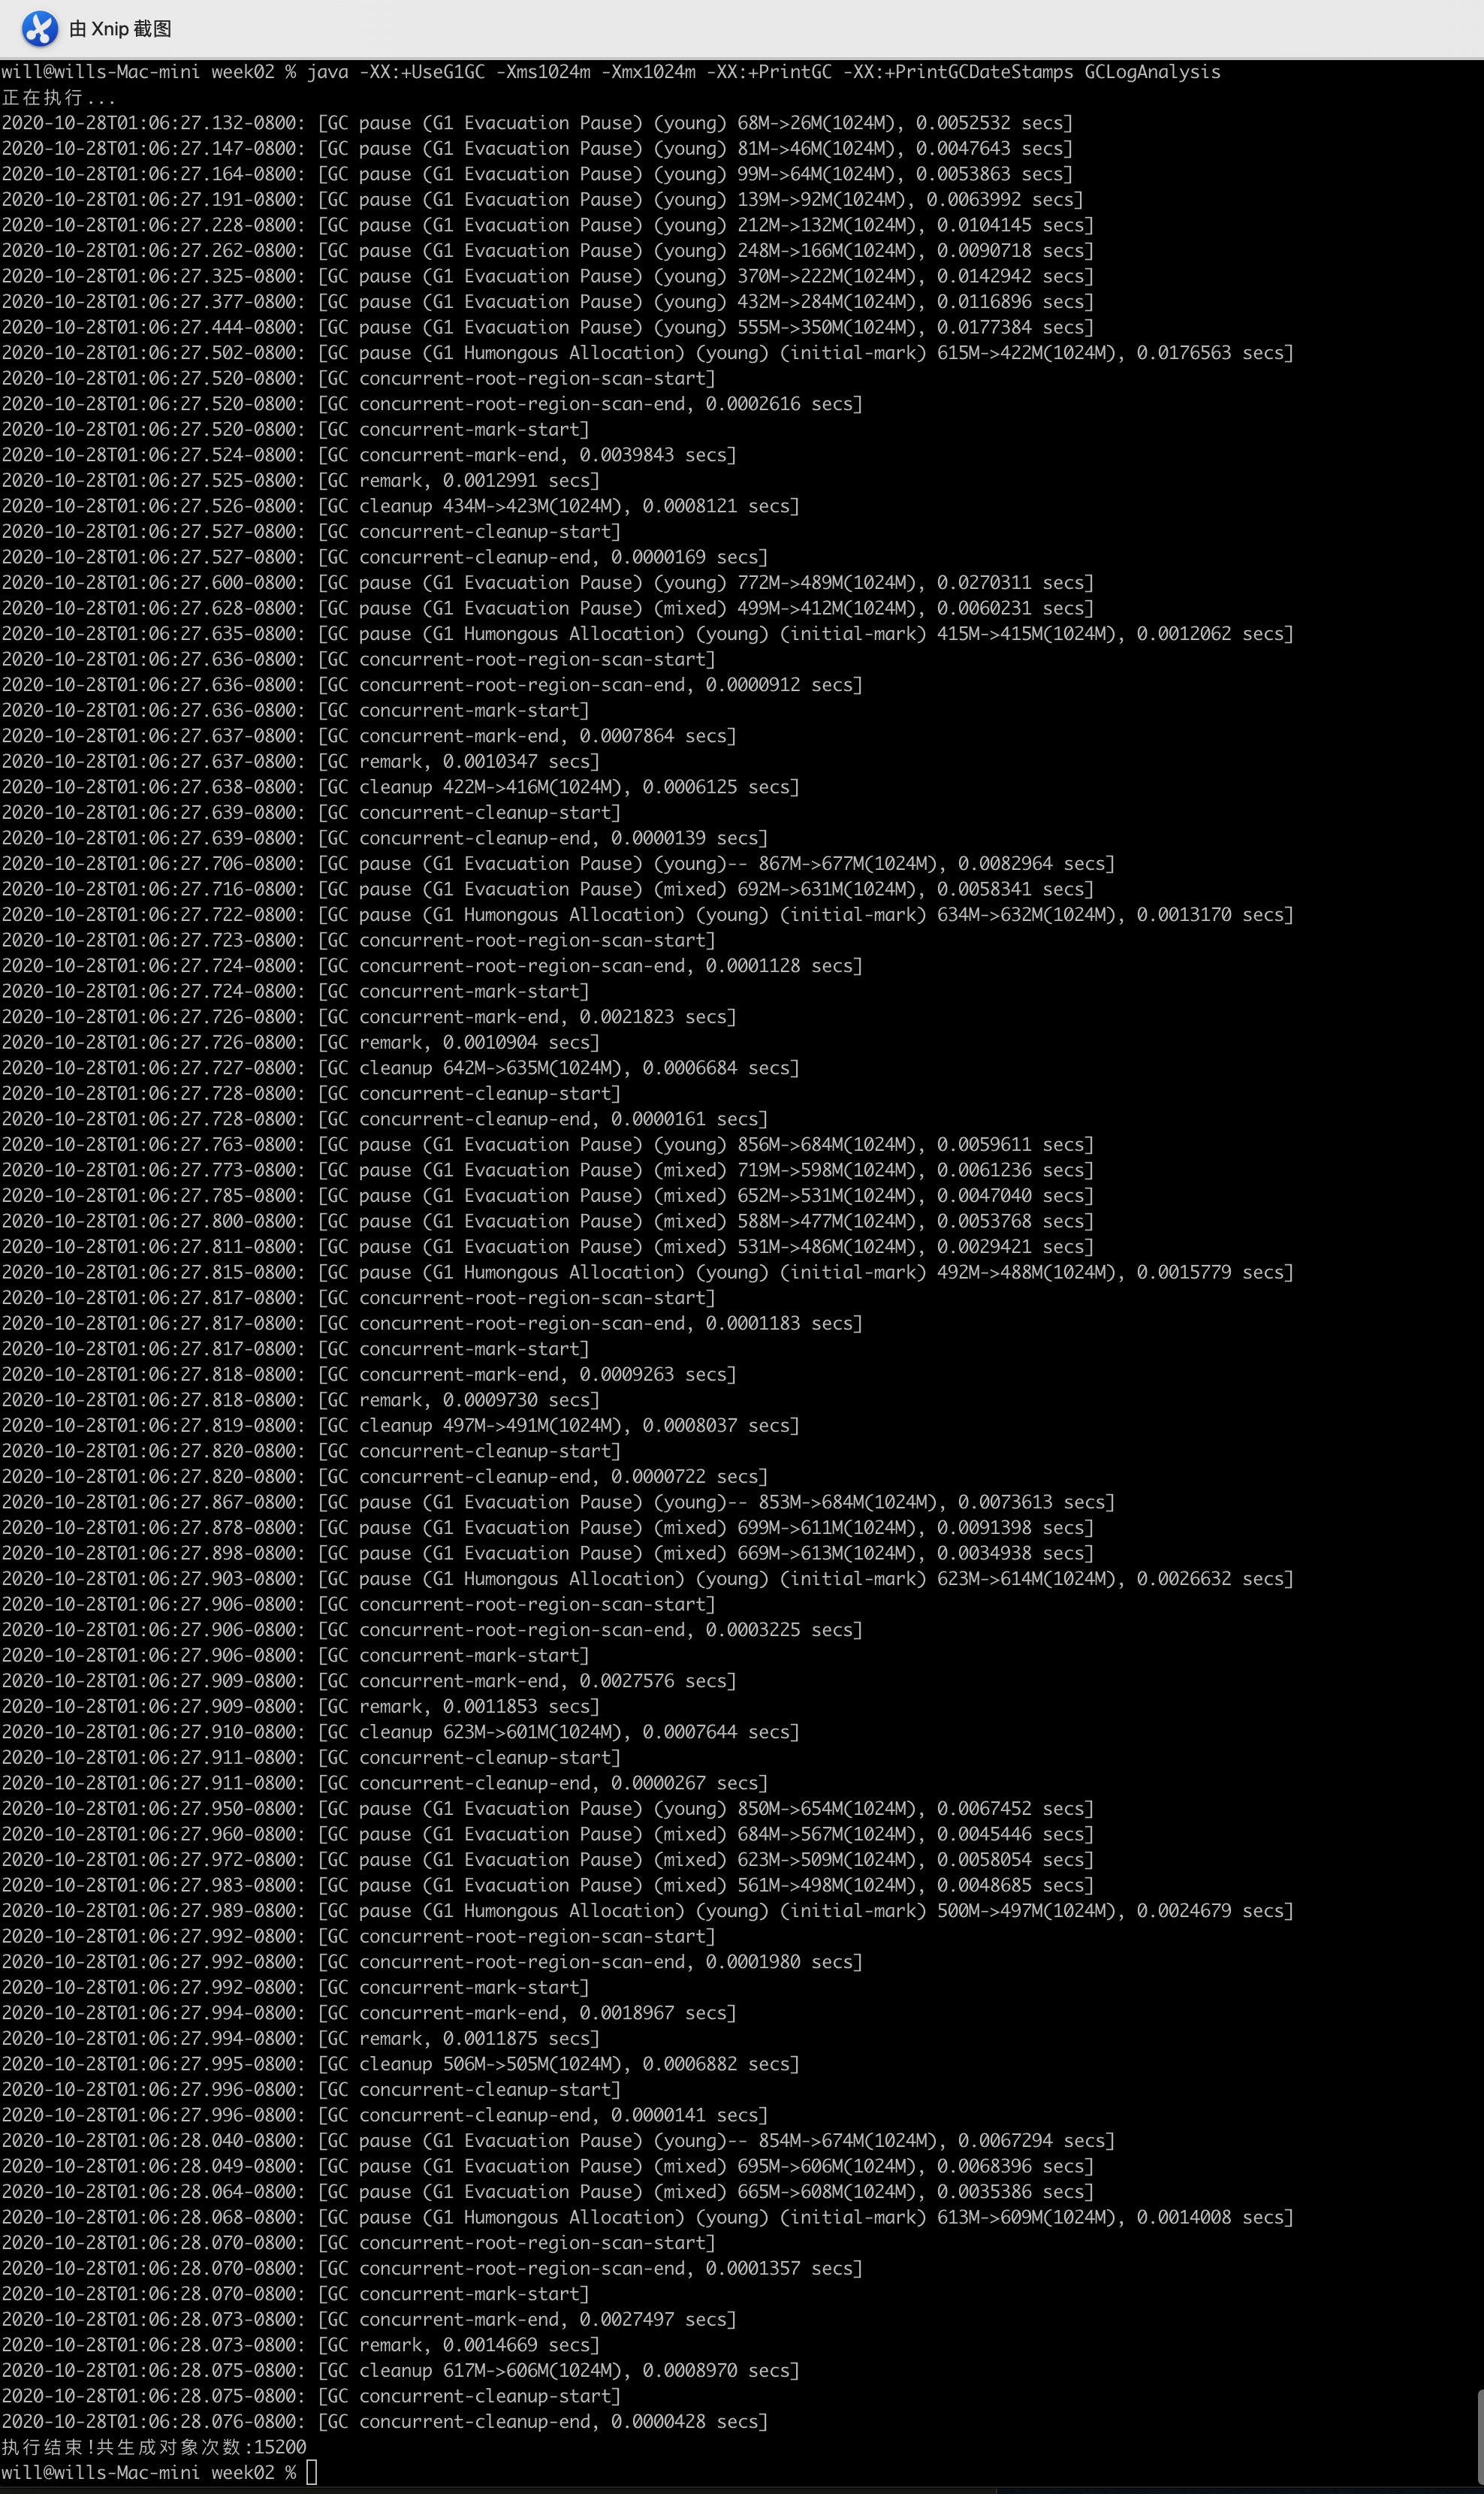 由 Xnip 截图
will@wills-Mac-mini week02 % java -XX:+UseG1GC -Xms1024m -Xmx1024m -XX:+PrintGC -XX:+PrintGCDateStamps GCLogAnalysis
正在执行...
2020-10-28T01:06:27.132-0800: [GC pause (G1 Evacuation Pause) (young) 68M->26M(1024M), 0.0052532 secs]
2020-10-28T01:06:27.147-0800: [GC pause (G1 Evacuation Pause) (young) 81M->46M(1024M), 0.0047643 secs]
2020-10-28T01:06:27.164-0800: [GC pause (G1 Evacuation Pause) (young) 99M->64M(1024M), 0.0053863 secs]
2020-10-28T01:06:27.191-0800: [GC pause (G1 Evacuation Pause) (young) 139M->92M(1024M), 0.0063992 secs]
2020-10-28T01:06:27.228-0800: [GC pause (G1 Evacuation Pause) (young) 212M->132M(1024M), 0.0104145 secs]
2020-10-28T01:06:27.262-0800: [GC pause (G1 Evacuation Pause) (young) 248M->166M(1024M), 0.0090718 secs]
2020-10-28T01:06:27.325-0800: [GC pause (G1 Evacuation Pause) (young) 370M->222M(1024M), 0.0142942 secs]
2020-10-28T01:06:27.377-0800: [GC pause (G1 Evacuation Pause) (young) 432M->284M(1024M), 0.0116896 secs]
2020-10-28T01:06:27.444-0800: [GC pause (G1 Evacuation Pause) (young) 555M->350M(1024M), 0.0177384 secs]
2020-10-28T01:06:27.502-0800: [GC pause (G1 Humongous Allocation) (young) (initial-mark) 615M->422M(1024M), 0.0176563 secs]
2020-10-28T01:06:27.520-0800: [GC concurrent-root-region-scan-start]
2020-10-28T01:06:27.520-0800: [GC concurrent-root-region-scan-end, 0.0002616 secs]
2020-10-28T01:06:27.520-0800: [GC concurrent-mark-start]
2020-10-28T01:06:27.524-0800: [GC concurrent-mark-end, 0.0039843 secs]
2020-10-28T01:06:27.525-0800: [GC remark, 0.0012991 secs]
2020-10-28T01:06:27.526-0800: [GC cleanup 434M->423M(1024M), 0.0008121 secs]
2020-10-28T01:06:27.527-0800: [GC concurrent-cleanup-start]
2020-10-28T01:06:27.527-0800: [GC concurrent-cleanup-end, 0.0000169 secs]
2020-10-28T01:06:27.600-0800: [GC pause (G1 Evacuation Pause) (young) 772M->489M(1024M), 0.0270311 secs]
2020-10-28T01:06:27.628-0800: [GC pause (G1 Evacuation Pause) (mixed) 499M->412M(1024M), 0.0060231 secs]
2020-10-28T01:06:27.635-0800: [GC pause (G1 Humongous Allocation) (young) (initial-mark) 415M->415M(1024M), 0.0012062 secs]
2020-10-28T01:06:27.636-0800: [GC concurrent-root-region-scan-start]
2020-10-28T01:06:27.636-0800: [GC concurrent-root-region-scan-end, 0.0000912 secs]
2020-10-28T01:06:27.636-0800: [GC concurrent-mark-start]
2020-10-28T01:06:27.637-0800: [GC concurrent-mark-end, 0.0007864 secs]
2020-10-28T01:06:27.637-0800: [GC remark, 0.0010347 secs]
2020-10-28T01:06:27.638-0800: [GC cleanup 422M->416M(1024M), 0.0006125 secs]
2020-10-28T01:06:27.639-0800: [GC concurrent-cleanup-start]
2020-10-28T01:06:27.639-0800: [GC concurrent-cleanup-end, 0.0000139 secs]
2020-10-28T01:06:27.706-0800: [GC pause (G1 Evacuation Pause) (young)-- 867M->677M(1024M), 0.0082964 secs]
2020-10-28T01:06:27.716-0800: [GC pause (G1 Evacuation Pause) (mixed) 692M->631M(1024M), 0.0058341 secs]
2020-10-28T01:06:27.722-0800: [GC pause (G1 Humongous Allocation) (young) (initial-mark) 634M->632M(1024M), 0.0013170 secs]
2020-10-28T01:06:27.723-0800: [GC concurrent-root-region-scan-start]
2020-10-28T01:06:27.724-0800: [GC concurrent-root-region-scan-end, 0.0001128 secs]
2020-10-28T01:06:27.724-0800: [GC concurrent-mark-start]
2020-10-28T01:06:27.726-0800: [GC concurrent-mark-end, 0.0021823 secs]
2020-10-28T01:06:27.726-0800: [GC remark, 0.0010904 secs]
2020-10-28T01:06:27.727-0800: [GC cleanup 642M->635M(1024M), 0.0006684 secs]
2020-10-28T01:06:27.728-0800: [GC concurrent-cleanup-start]
2020-10-28T01:06:27.728-0800: [GC concurrent-cleanup-end, 0.0000161 secs]
2020-10-28T01:06:27.763-0800: [GC pause (G1 Evacuation Pause) (young) 856M->684M(1024M), 0.0059611 secs]
2020-10-28T01:06:27.773-0800: [GC pause (G1 Evacuation Pause) (mixed) 719M->598M(1024M), 0.0061236 secs]
2020-10-28T01:06:27.785-0800: [GC pause (G1 Evacuation Pause) (mixed) 652M->531M(1024M), 0.0047040 secs]
2020-10-28T01:06:27.800-0800: [GC pause (G1 Evacuation Pause) (mixed) 588M->477M(1024M), 0.0053768 secs]
2020-10-28T01:06:27.811-0800: [GC pause (G1 Evacuation Pause) (mixed) 531M->486M(1024M), 0.0029421 secs]
2020-10-28T01:06:27.815-0800: [GC pause (G1 Humongous Allocation) (young) (initial-mark) 492M->488M(1024M), 0.0015779 secs]
2020-10-28T01:06:27.817-0800: [GC concurrent-root-region-scan-start]
2020-10-28T01:06:27.817-0800: [GC concurrent-root-region-scan-end, 0.0001183 secs]
2020-10-28T01:06:27.817-0800: [GC concurrent-mark-start]
2020-10-28T01:06:27.818-0800: [GC concurrent-mark-end, 0.0009263 secs]
2020-10-28T01:06:27.818-0800: [GC remark, 0.0009730 secs]
2020-10-28T01:06:27.819-0800: [GC cleanup 497M->491M(1024M), 0.0008037 secs]
2020-10-28T01:06:27.820-0800: [GC concurrent-cleanup-start]
2020-10-28T01:06:27.820-0800: [GC concurrent-cleanup-end, 0.0000722 secs]
2020-10-28T01:06:27.867-0800: [GC pause (G1 Evacuation Pause) (young)-- 853M->684M(1024M), 0.0073613 secs]
2020-10-28T01:06:27.878-0800: [GC pause (G1 Evacuation Pause) (mixed) 699M->611M(1024M), 0.0091398 secs]
2020-10-28T01:06:27.898-0800: [GC pause (G1 Evacuation Pause) (mixed) 669M->613M(1024M), 0.0034938 secs]
2020-10-28T01:06:27.903-0800: [GC pause (G1 Humongous Allocation) (young) (initial-mark) 623M->614M(1024M), 0.0026632 secs]
2020-10-28T01:06:27.906-0800: [GC concurrent-root-region-scan-start]
2020-10-28T01:06:27.906-0800: [GC concurrent-root-region-scan-end, 0.0003225 secs]
2020-10-28T01:06:27.906-0800: [GC concurrent-mark-start]
2020-10-28T01:06:27.909-0800: [GC concurrent-mark-end, 0.0027576 secs]
2020-10-28T01:06:27.909-0800: [GC remark, 0.0011853 secs]
2020-10-28T01:06:27.910-0800: [GC cleanup 623M->601M(1024M), 0.0007644 secs]
2020-10-28T01:06:27.911-0800: [GC concurrent-cleanup-start]
2020-10-28T01:06:27.911-0800: [GC concurrent-cleanup-end, 0.0000267 secs]
2020-10-28T01:06:27.950-0800: [GC pause (G1 Evacuation Pause) (young) 850M->654M(1024M), 0.0067452 secs]
2020-10-28T01:06:27.960-0800: [GC pause (G1 Evacuation Pause) (mixed) 684M->567M(1024M), 0.0045446 secs]
2020-10-28T01:06:27.972-0800: [GC pause (G1 Evacuation Pause) (mixed) 623M->509M(1024M), 0.0058054 secs]
2020-10-28T01:06:27.983-0800: [GC pause (G1 Evacuation Pause) (mixed) 561M->498M(1024M), 0.0048685 secs]
2020-10-28T01:06:27.989-0800: [GC pause (G1 Humongous Allocation) (young) (initial-mark) 500M->497M(1024M), 0.0024679 secs]
2020-10-28T01:06:27.992-0800: [GC concurrent-root-region-scan-start]
2020-10-28T01:06:27.992-0800: [GC concurrent-root-region-scan-end, 0.0001980 secs]
2020-10-28T01:06:27.992-0800: [GC concurrent-mark-start]
2020-10-28T01:06:27.994-0800: [GC concurrent-mark-end, 0.0018967 secs]
2020-10-28T01:06:27.994-0800: [GC remark, 0.0011875 secs]
2020-10-28T01:06:27.995-0800: [GC cleanup 506M->505M(1024M), 0.0006882 secs]
2020-10-28T01:06:27.996-0800: [GC concurrent-cleanup-start]
2020-10-28T01:06:27.996-0800: [GC concurrent-cleanup-end, 0.0000141 secs]
2020-10-28T01:06:28.040-0800: [GC pause (G1 Evacuation Pause) (young)-- 854M->674M(1024M), 0.0067294 secs]
2020-10-28T01:06:28.049-0800: [GC pause (G1 Evacuation Pause) (mixed) 695M->606M(1024M), 0.0068396 secs]
2020-10-28T01:06:28.064-0800: [GC pause (G1 Evacuation Pause) (mixed) 665M->608M(1024M), 0.0035386 secs]
2020-10-28T01:06:28.068-0800: [GC pause (G1 Humongous Allocation) (young) (initial-mark) 613M->609M(1024M), 0.0014008 secs]
2020-10-28T01:06:28.070-0800: [GC concurrent-root-region-scan-start]
2020-10-28T01:06:28.070-0800: [GC concurrent-root-region-scan-end, 0.0001357 secs]
2020-10-28T01:06:28.070-0800: [GC concurrent-mark-start]
2020-10-28T01:06:28.073-0800: [GC concurrent-mark-end, 0.0027497 secs]
2020-10-28T01:06:28.073-0800: [GC remark, 0.0014669 secs]
2020-10-28T01:06:28.075-0800: [GC cleanup 617M->606M(1024M), 0.0008970 secs]
2020-10-28T01:06:28.075-0800: [GC concurrent-cleanup-start]
2020-10-28T01:06:28.076-0800: [GC concurrent-cleanup-end, 0.0000428 secs]
执行结束!共生成对象次数:15200
will@wills-Mac-mini week02 %